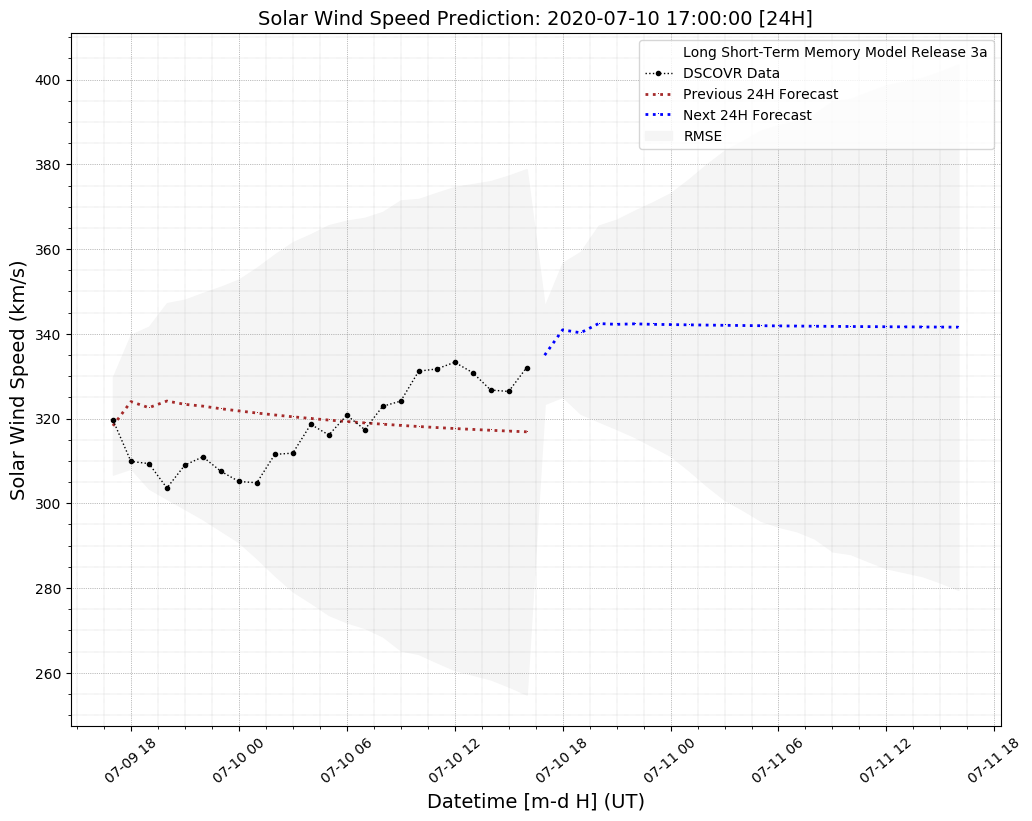 Solar Wind Speed Prediction: 2020-07-10 17:00:00 [24H]
Long Short-Term Memory Model Release 3a
DSCOVR Data
Previous 24H Forecast
Next 24H Forecast
RMSE
Solar Wind Speed (km/s)
400
380
360
340
320
300
280
260
07-09 18
07-10 00
07-10 06
07-10 12
07-10 18
07-11 00
07-11 06
07-11 12
07-11 18
Datetime [m-d H] (UT)